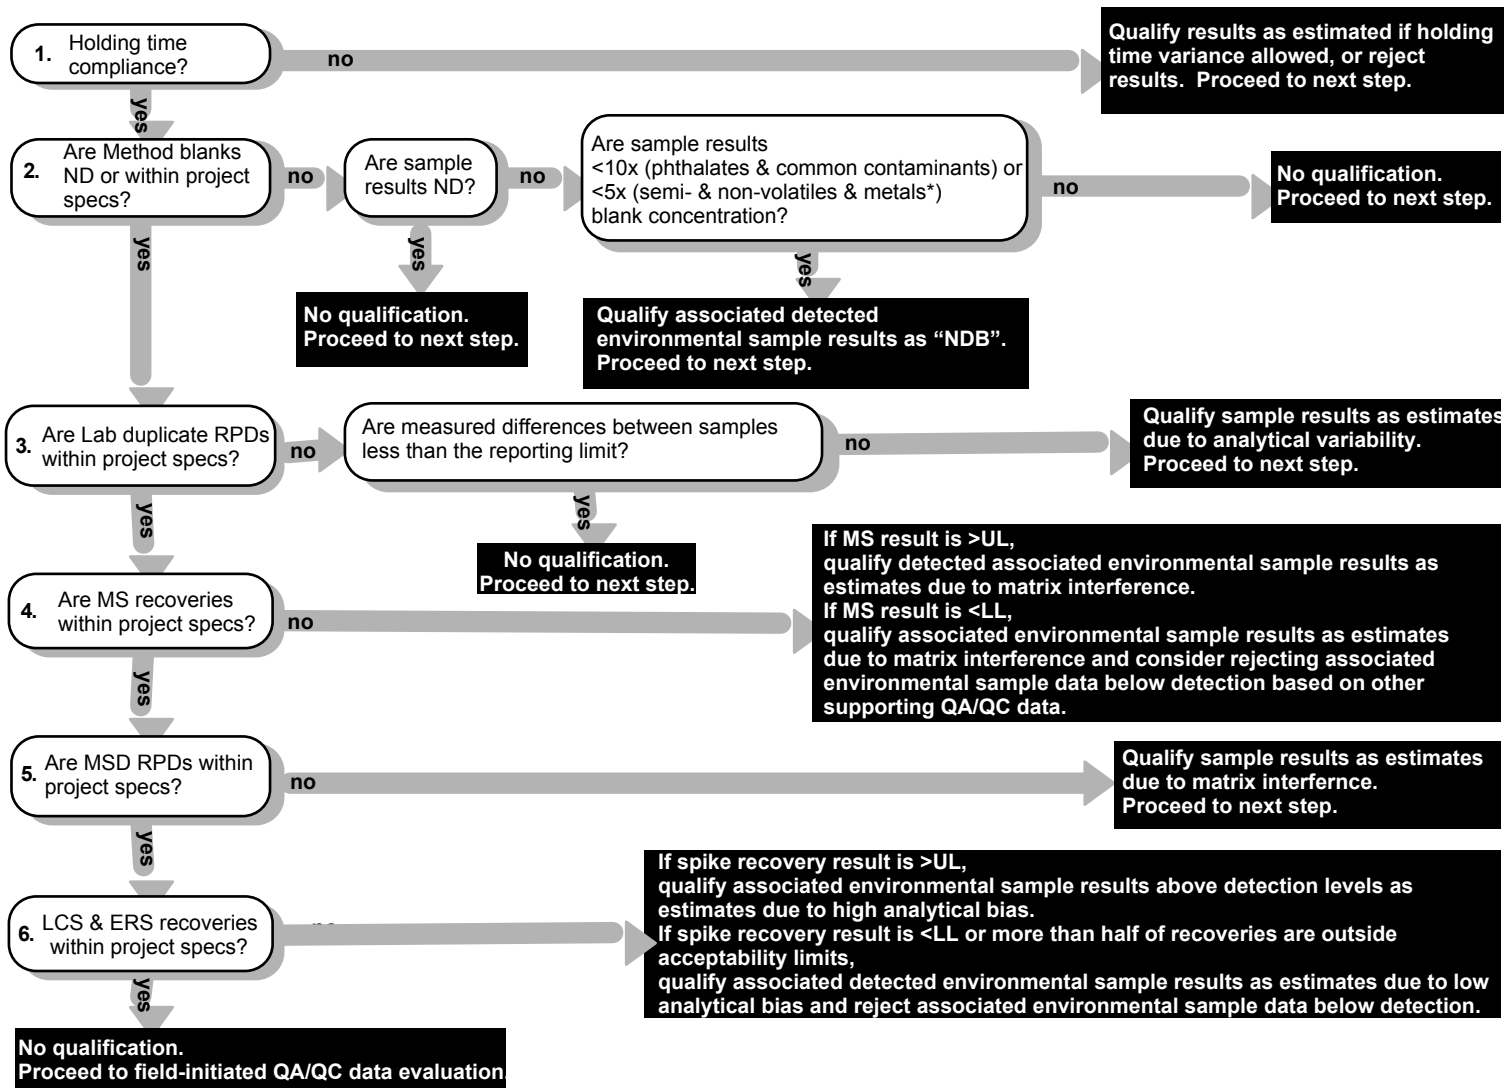 1. Holding time
compliance?
no
Qualify results as estimated if holding
time variance allowed, or reject
results. Proceed to next step.
yes
2. Are Method blanks
ND or within project
specs?
no
Are sample
results ND?
no
Are sample results
<10x (phthalates & common contaminants) or
<5x (semi- & non-volatiles & metals*)
blank concentration?
no
No qualification.
Proceed to next step.
yes
yes
yes
No qualification.
Proceed to next step.
Qualify associated detected
environmental sample results as “NDB”.
Proceed to next step.
3. Are Lab duplicate RPDs
within project specs?
no
Are measured differences between samples
less than the reporting limit?
no
Qualify sample results as estimates
due to analytical variability.
Proceed to next step.
yes
yes
No qualification.
Proceed to next step.
4. Are MS recoveries
within project specs?
no
If MS result is >UL,
qualify detected associated environmental sample results as
estimates due to matrix interference.
If MS result is <LL,
qualify associated environmental sample results as estimates
due to matrix interference and consider rejecting associated
environmental sample data below detection based on other
supporting QA/QC data.
yes
5. Are MSD RPDs within
project specs?
no
Qualify sample results as estimates
due to matrix interfernce.
Proceed to next step.
yes
6. LCS & ERS recoveries
within project specs?
If spike recovery result is >UL,
qualify associated environmental sample results above detection levels as
estimates due to high analytical bias.
If spike recovery result is <LL or more than half of recoveries are outside
acceptability limits,
qualify associated detected environmental sample results as estimates due to low
analytical bias and reject associated environmental sample data below detection.
yes
No qualification.
Proceed to field-initiated QA/QC data evaluation.